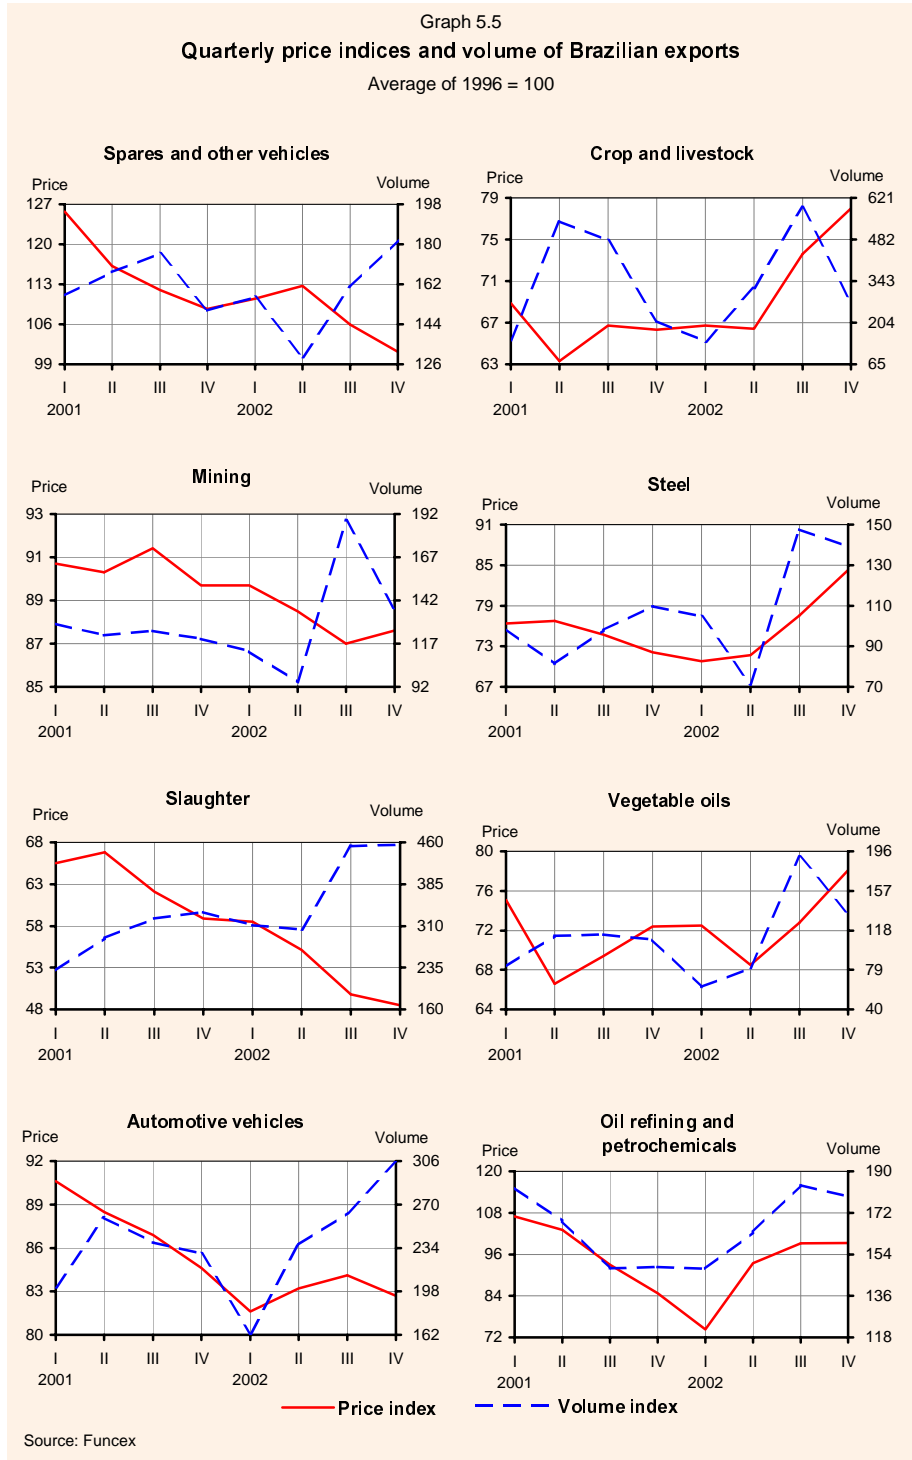 Graph 5.5
Quarterly price indices and volume of Brazilian exports
Average of 1996 = 100
Spares and other vehicles
Price Volume
127 198
120 180
113 162
106 144
99 126
I II III IV I II III IV
2001 2002
Crop and livestock
Price Volume
79 621
75 482
71 343
67 204
63 65
I II III IV I II III IV
2001 2002
Mining
Price Volume
93 192
91 167
89 142
87 117
85 92
I II III IV I II III IV
2001 2002
Steel
Price Volume
91 150
85 130
79 110
73 90
67 70
I II III IV I II III IV
2001 2002
Slaughter
Price Volume
68 460
63 385
58 310
53 235
48 160
I II III IV I II III IV
2001 2002
Vegetable oils
Price Volume
80 196
76 157
72 118
68 79
64 40
I II III IV I II III IV
2001 2002
Automotive vehicles
Price Volume
92 306
89 270
86 234
83 198
80 162
I II III IV I II III IV
2001 2002
Oil refining and
petrochemicals
Price Volume
120 190
108 172
96 154
84 136
72 118
I II III IV I II III IV
2001 2002
Price index Volume index
Source: Funcex